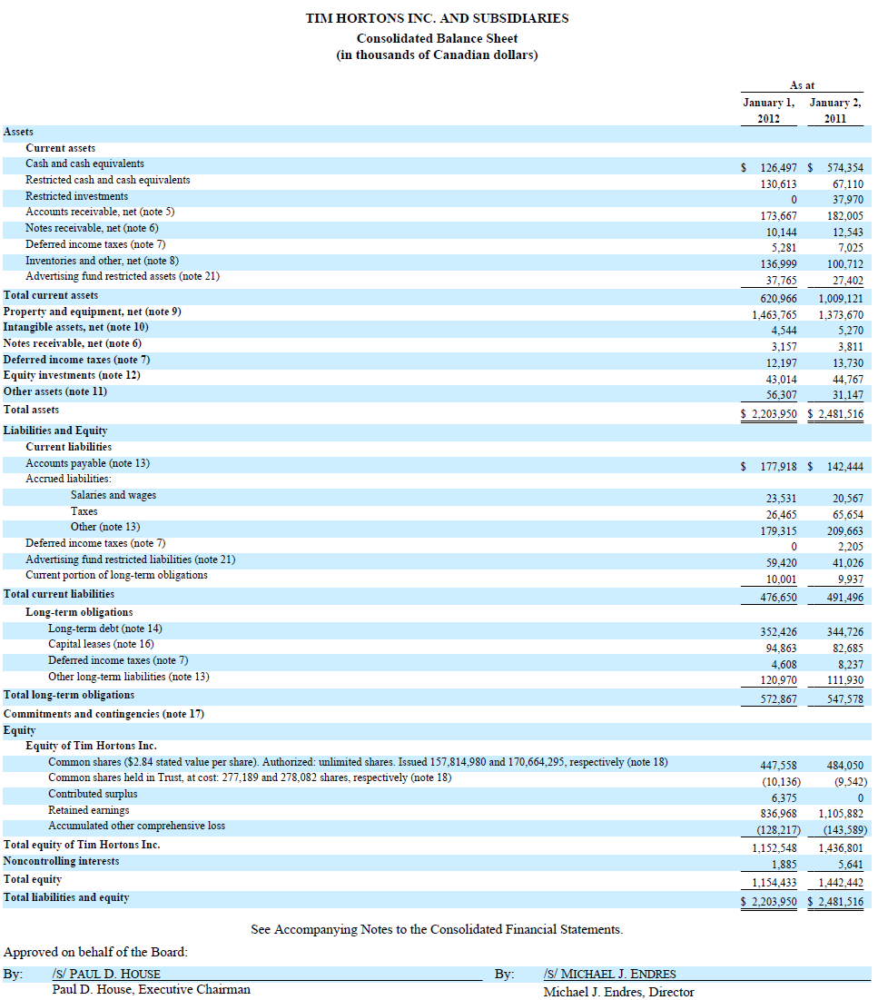 TIM HORTONS INC. AND SUBSIDIARIES
Consolidated Balance Sheet
(in thousands of Canadian dollars)
As at
January 1, 2012 January 2, 2011
Assets
Current assets
Cash and cash equivalents $ 126,497 $ 574,354
Restricted cash and cash equivalents 130,613 67,110
Restricted investments 0 37,970
Accounts receivable, net (note 5) 173,667 182,005
Notes receivable, net (note 6) 10,144 12,543
Deferred income taxes (note 7) 5,281 7,025
Inventories and other, net (note 8) 136,999 100,712
Advertising fund restricted assets (note 21) 37,765 27,402
Total current assets 620,966 1,009,121
Property and equipment, net (note 9) 1,463,765 1,373,670
Intangible assets, net (note 10) 4,544 5,270
Notes receivable, net (note 6) 3,157 3,811
Deferred income taxes (note 7) 12,197 13,730
Equity investments (note 12) 43,014 44,767
Other assets (note 11) 56,307 31,147
Total assets $ 2,203,950 $ 2,481,516
Liabilities and Equity
Current liabilities
Accounts payable (note 13) $ 177,918 $ 142,444
Accrued liabilities:
Salaries and wages 23,531 20,567
Taxes 26,465 65,654
Other (note 13) 179,315 209,663
Deferred income taxes (note 7) 0 2,205
Advertising fund restricted liabilities (note 21) 59,420 41,026
Current portion of long-term obligations 10,001 9,937
Total current liabilities 476,650 491,496
Long-term obligations
Long-term debt (note 14) 352,426 344,726
Capital leases (note 16) 94,863 82,685
Deferred income taxes (note 7) 4,608 8,237
Other long-term liabilities (note 13) 120,970 111,930
Total long-term obligations 572,867 547,578
Commitments and contingencies (note 17)
Equity
Equity of Tim Hortons Inc.
Common shares ($2.84 stated value per share). Authorized: unlimited shares. Issued 157,814,980 and 170,664,295, respectively (note 18) 447,558 484,050
Common shares held in Trust, at cost: 277,189 and 278,082 shares, respectively (note 18) (10,136) (9,542)
Contributed surplus 6,375 0
Retained earnings 836,968 1,105,882
Accumulated other comprehensive loss (128,217) (143,589)
Total equity of Tim Hortons Inc. 1,152,548 1,436,801
Noncontrolling interests 1,885 5,641
Total equity 1,154,433 1,442,442
Total liabilities and equity $ 2,203,950 $ 2,481,516
See Accompanying Notes to the Consolidated Financial Statements.
Approved on behalf of the Board:
By: /S/ PAUL D. HOUSE By: /S/ MICHAEL J. ENDRES
Paul D. House, Executive Chairman Michael J. Endres, Director